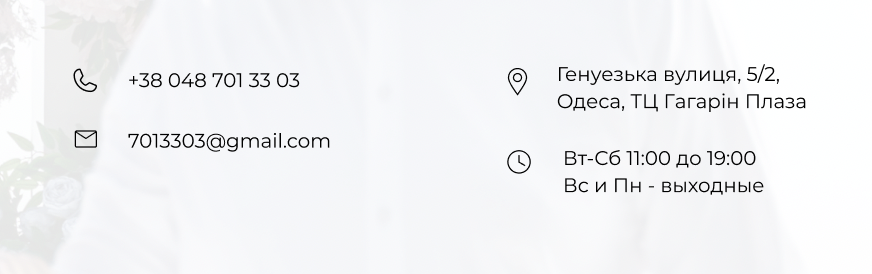 +38 048 701 33 03
7013303@gmail.com
Генуезька вулиця, 5/2,
Одеса, ТЦ Гагарін Плаза
Вт-Сб 11:00 до 19:00
Вс и Пн - выходные